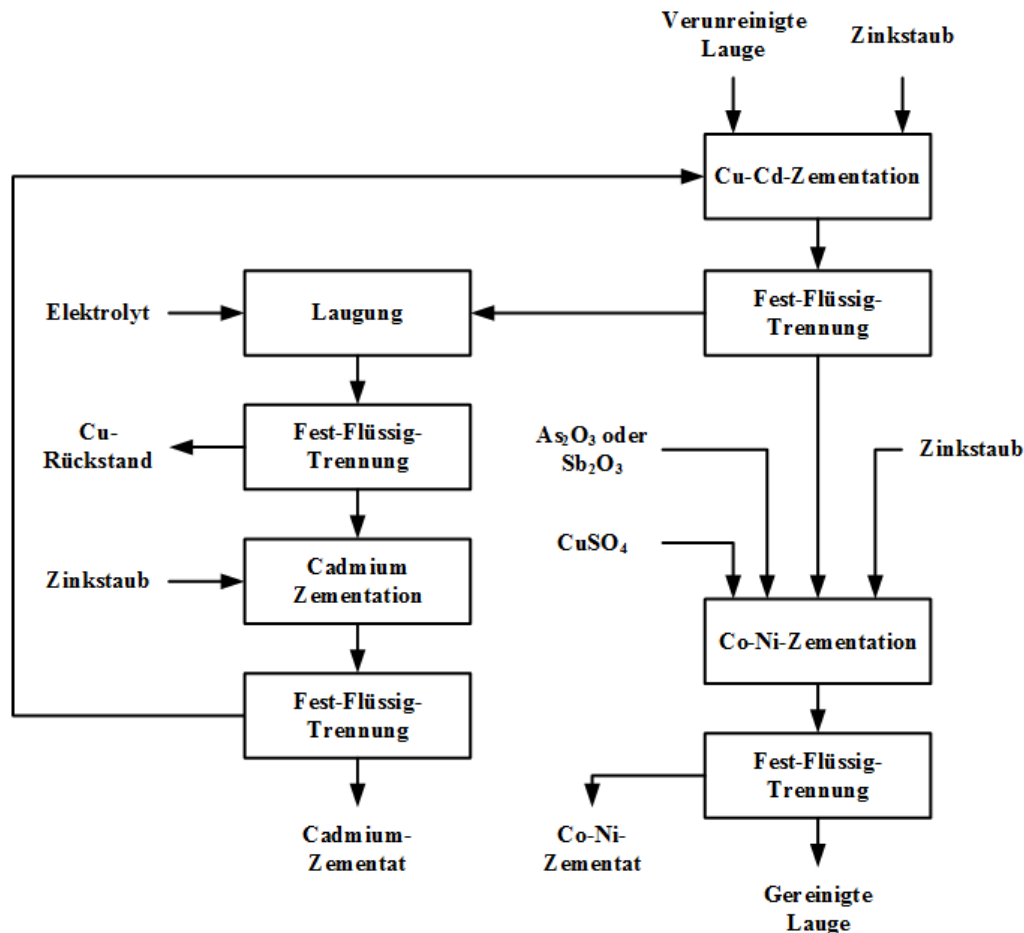 Verunreinigte
Lauge
Zinkstaub
Cu-Cd-Zementation
Elektrolyt
Laugung
Fest-Flüssig-
Trennung
Cu-
Rückstand
Fest-Flüssig-
Trennung
As₂O₃ oder
Sb₂O₃
Zinkstaub
CuSO₄
Zinkstaub
Cadmium
Zementation
Co-Ni-Zementation
Fest-Flüssig-
Trennung
Fest-Flüssig-
Trennung
Cadmium-
Zementat
Co-Ni-
Zementat
Gereinigte
Lauge